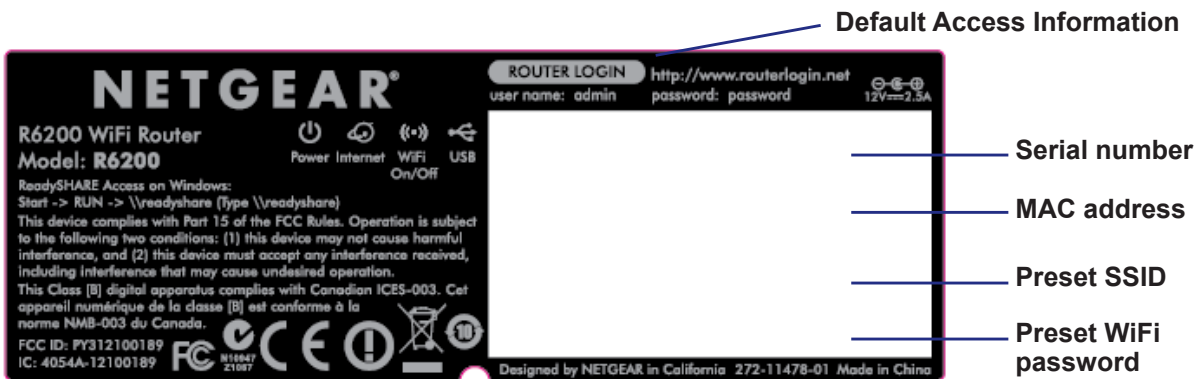 Default Access Information
NETGEAR®
ROUTER LOGIN http://www.routerlogin.net
user name: admin password: password
12V 2.5A
R6200 WiFi Router
Model: R6200
Power Internet WiFi On/Off USB
ReadySHARE Access on Windows:
Start -> RUN -> \\readyshare (Type \\readyshare)
This device complies with Part 15 of the FCC Rules. Operation is subject
to the following two conditions: (1) this device may not cause harmful
interference, and (2) this device must accept any interference received,
including interference that may cause undesired operation.
This Class [B] digital apparatus complies with Canadian ICES-003. Cet
appareil numérique de la classe [B] est conforme à la
norme NMB-003 du Canada.
FCC ID: PY312100189
IC: 4054A-12100189
FC
N10947
Z1087
CE
10
Designed by NETGEAR in California 272-11478-01 Made in China
Serial number
MAC address
Preset SSID
Preset WiFi
password